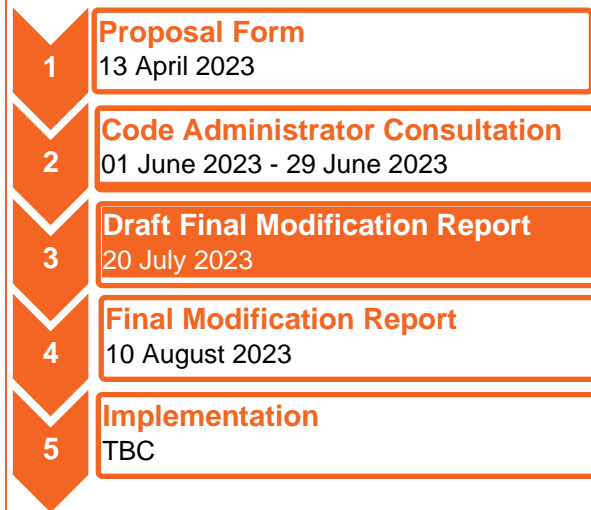 1
Proposal Form
13 April 2023
2
Code Administrator Consultation
01 June 2023 - 29 June 2023
3
Draft Final Modification Report
20 July 2023
4
Final Modification Report
10 August 2023
5
Implementation
TBC